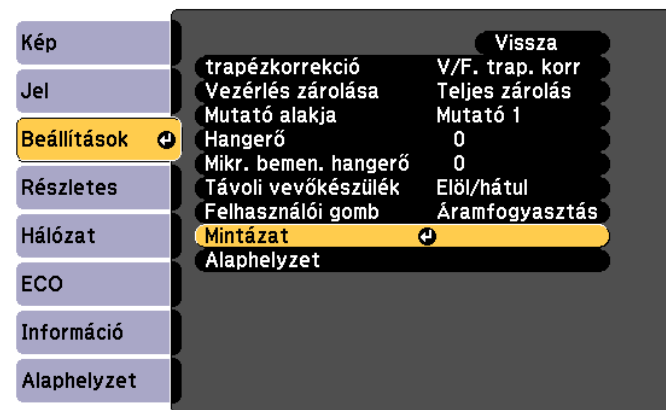 Kép
Jel
Beállítások
Részletes
Hálózat
ECO
Információ
Alaphelyzet
Vissza
trapézkorrekció V/F. trap. korr
Vezérlés zárolása Teljes zárolás
Mutató alakja Mutató 1
Hangerő 0
Mikr. bemen. hangerő 0
Távoli vevőkészülék Elöl/hátul
Felhasználói gomb Áramfogyasztás
Mintázat
Alaphelyzet